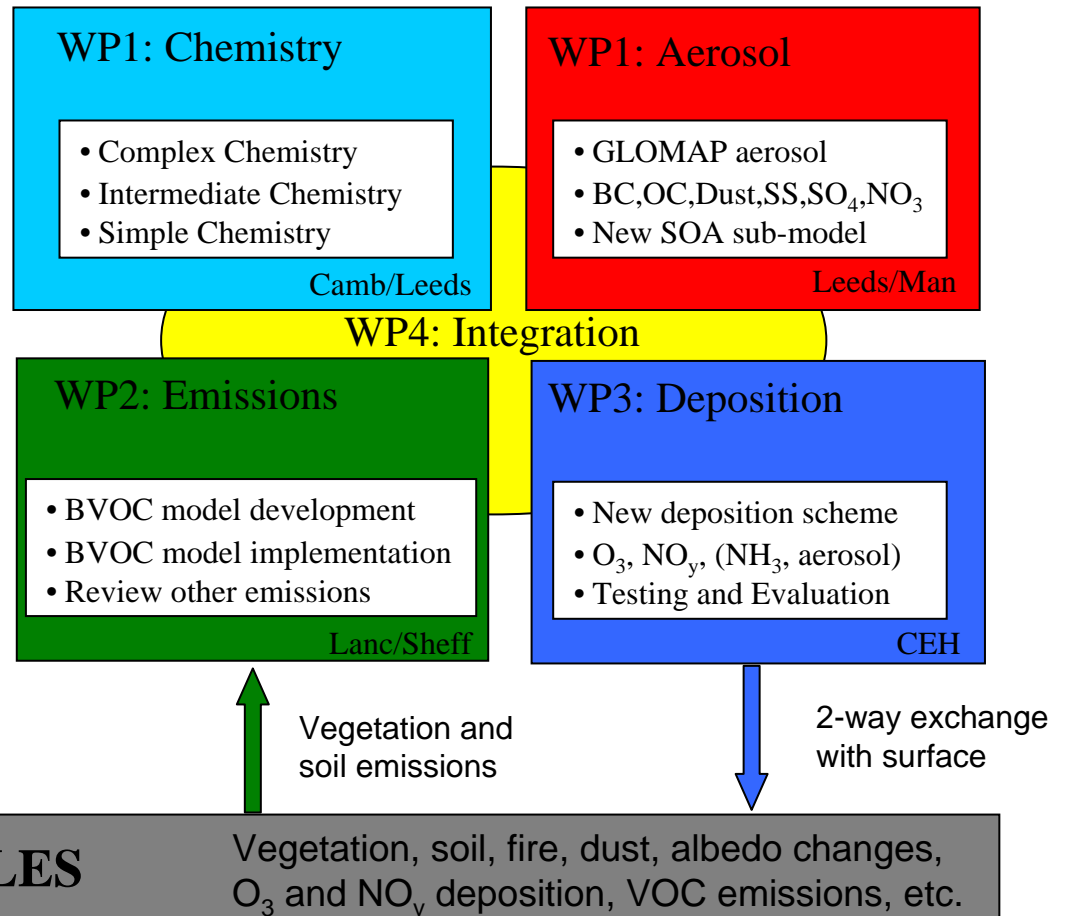 WP1: Chemistry
• Complex Chemistry
• Intermediate Chemistry
• Simple Chemistry
Camb/Leeds
WP1: Aerosol
• GLOMAP aerosol
• BC,OC,Dust,SS,SO₄,NO₃
• New SOA sub-model
Leeds/Man
WP4: Integration
WP2: Emissions
• BVOC model development
• BVOC model implementation
• Review other emissions
Lanc/Sheff
WP3: Deposition
• New deposition scheme
• O₃, NOy, (NH₃, aerosol)
• Testing and Evaluation
CEH
Vegetation and
soil emissions
2-way exchange
with surface
LES
Vegetation, soil, fire, dust, albedo changes,
O₃ and NOy deposition, VOC emissions, etc.